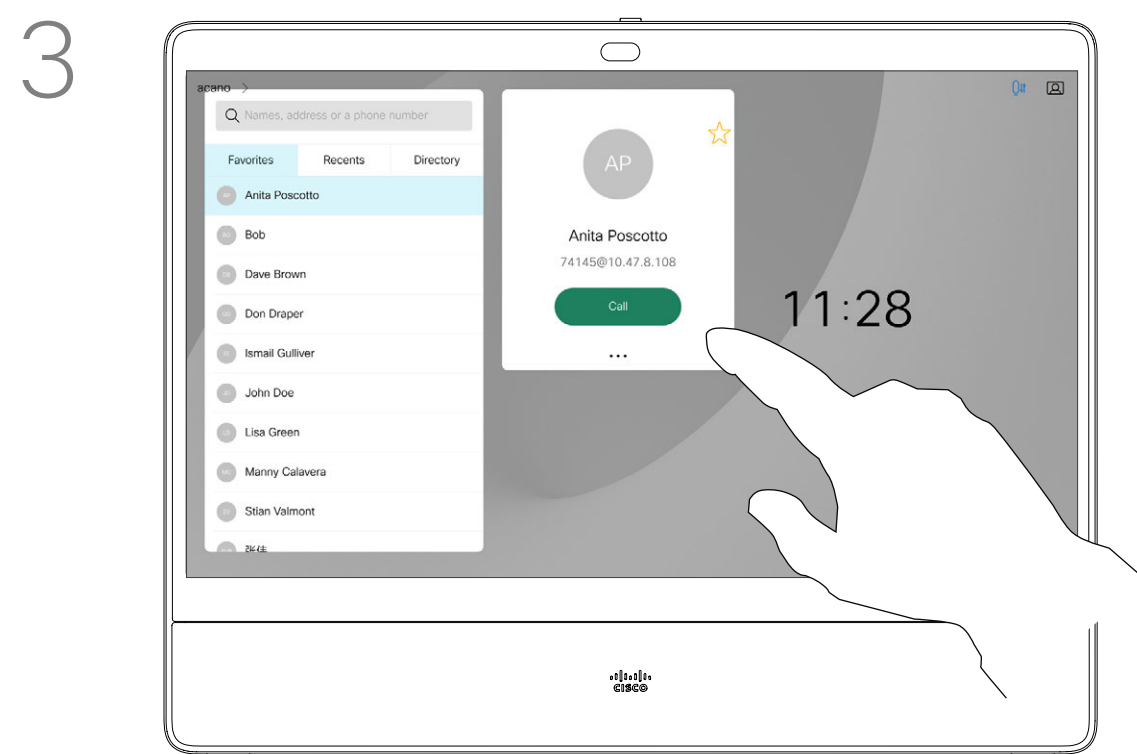 3
acano
Names, address or a phone number
Favorites Recents Directory
Anita Poscotto
Bob
Dave Brown
Don Draper
Ismail Gulliver
John Doe
Lisa Green
Manny Calavera
Stian Valmont
张佳
AP
Anita Poscotto
74145@10.47.8.108
Call
11:28
CISCO